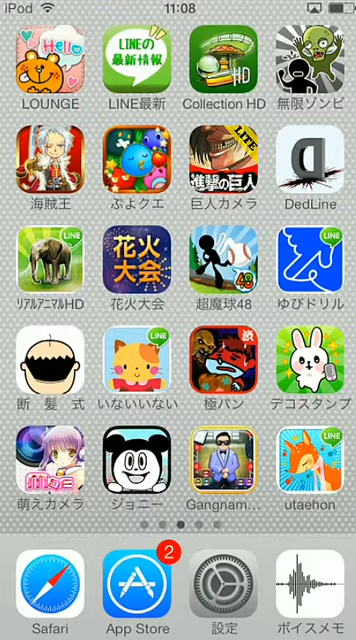 iPod 11:08
Hello
LINEの
最新情報
HD
LOUNGE LINE最新 Collection HD 無限ゾンビ
LITE
進撃の巨人
D
海賊王 ぷよクエ 巨人カメラ DedLine
LINE
花火
大会
48
LINE
ﾘｱﾙアニマルHD 花火大会 超魔球48 ゆびドリル
LINE
断 髪 式 いないいない 極パン デコスタンプ
LINE
萌えカメラ ジョニー Gangnam... utaehon
2
Safari App Store 設定 ボイスメモ